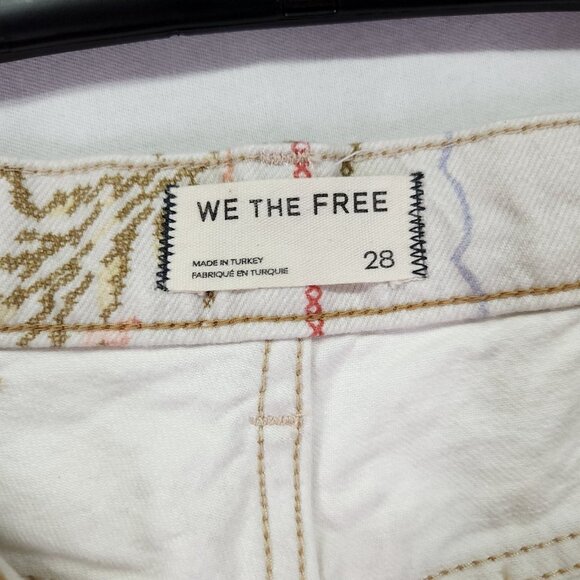 WE THE FREE
MADE IN TURKEY
FABRIQUÉ EN TURQUIE
28